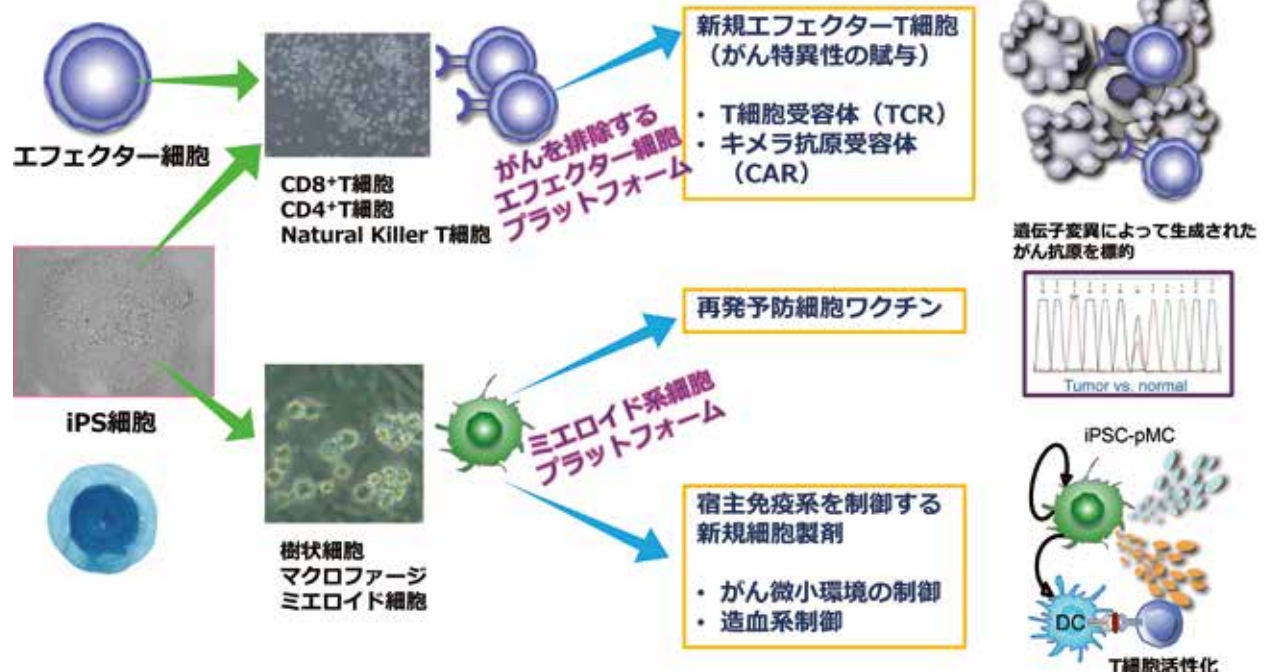 エフェクター細胞
CD8⁺T細胞
CD4⁺T細胞
Natural Killer T細胞
がんを排除する
エフェクター細胞
プラットフォーム
新規エフェクターT細胞
（がん特異性の賦与）
・ T細胞受容体（TCR）
・ キメラ抗原受容体
（CAR）
遺伝子変異によって生成された
がん抗原を標的
Tumor vs. normal
iPS細胞
樹状細胞
マクロファージ
ミエロイド細胞
ミエロイド系細胞
プラットフォーム
再発予防細胞ワクチン
宿主免疫系を制御する
新規細胞製剤
・ がん微小環境の制御
・ 造血系制御
iPSC-pMC
DC
T細胞活性化